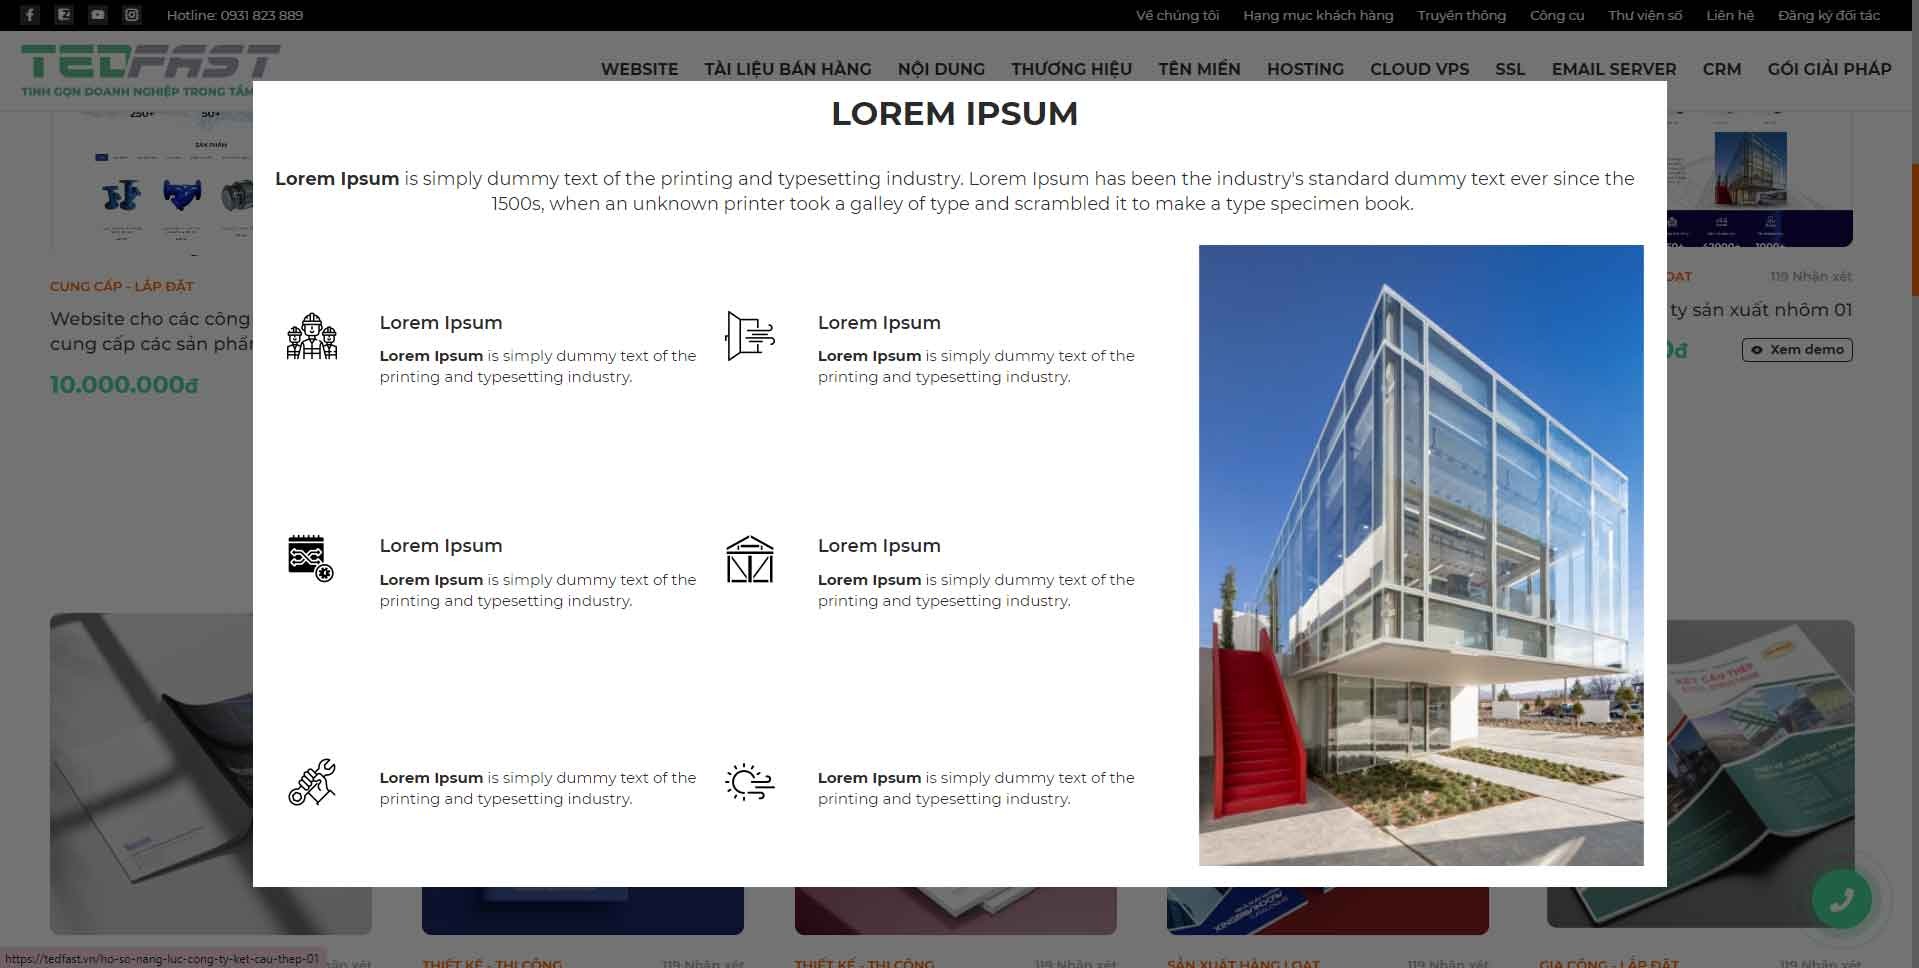 Hotline: 0931 823 889
Về chúng tôi Hạng mục khách hàng Truyền thông Công cụ Thư viện số Liên hệ Đăng ký đối tác
TEDFAST
TINH GỌN DOANH NGHIỆP TRONG TẦM
WEBSITE TÀI LIỆU BÁN HÀNG NỘI DUNG THƯƠNG HIỆU TÊN MIỀN HOSTING CLOUD VPS SSL EMAIL SERVER CRM GÓI GIẢI PHÁP
250+ 50+
SẢN PHẨM
LOREM IPSUM
Lorem Ipsum is simply dummy text of the printing and typesetting industry. Lorem Ipsum has been the industry's standard dummy text ever since the
1500s, when an unknown printer took a galley of type and scrambled it to make a type specimen book.
CUNG CẤP - LẮP ĐẶT
Website cho các công
cung cấp các sản phẩm
10.000.000đ
119 Nhận xét
ty sản xuất nhôm 01
Xem demo
Lorem Ipsum
Lorem Ipsum is simply dummy text of the
printing and typesetting industry.
Lorem Ipsum
Lorem Ipsum is simply dummy text of the
printing and typesetting industry.
Lorem Ipsum
Lorem Ipsum is simply dummy text of the
printing and typesetting industry.
Lorem Ipsum
Lorem Ipsum is simply dummy text of the
printing and typesetting industry.
Lorem Ipsum is simply dummy text of the
printing and typesetting industry.
Lorem Ipsum is simply dummy text of the
printing and typesetting industry.
KẾT CẤU THÉP
https://tedfast.vn/ho-so-nang-luc-cong-ty-ket-cau-thep-01
THIẾT KẾ - THI CÔNG 119 Nhận xét
THIẾT KẾ - THI CÔNG 119 Nhận xét
SẢN XUẤT HÀNG LOẠT 119 Nhận xét
GIA CÔNG - LẮP ĐẶT 119 Nhận xét